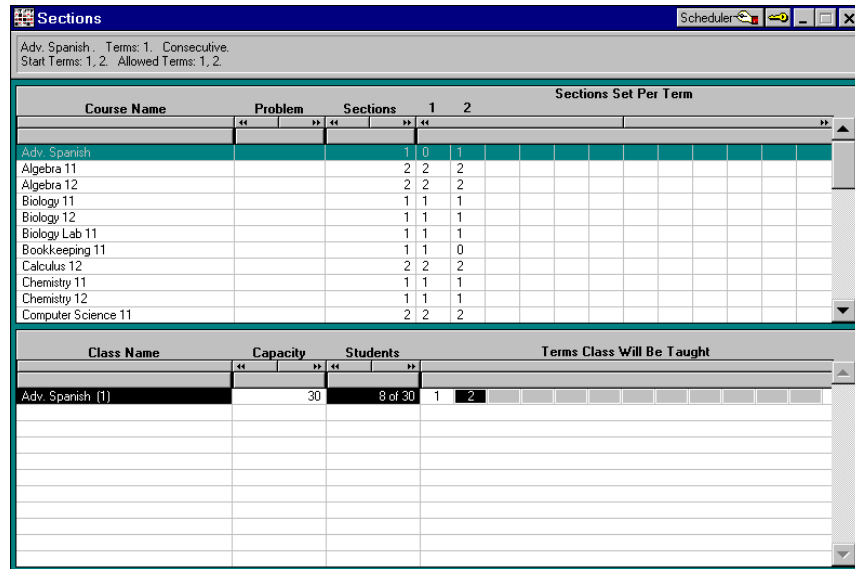 Sections Scheduler
Adv. Spanish . Terms: 1. Consecutive.
Start Terms: 1, 2. Allowed Terms: 1, 2.
Sections Set Per Term
Course Name Problem Sections 1 2
Adv. Spanish 1 0 1
Algebra 11 2 2 2
Algebra 12 2 2 2
Biology 11 1 1 1
Biology 12 1 1 1
Biology Lab 11 1 1 1
Bookkeeping 11 1 1 0
Calculus 12 2 2 2
Chemistry 11 1 1 1
Chemistry 12 1 1 1
Computer Science 11 2 2 2
Class Name Capacity Students Terms Class Will Be Taught
Adv. Spanish (1) 30 8 of 30 1 2